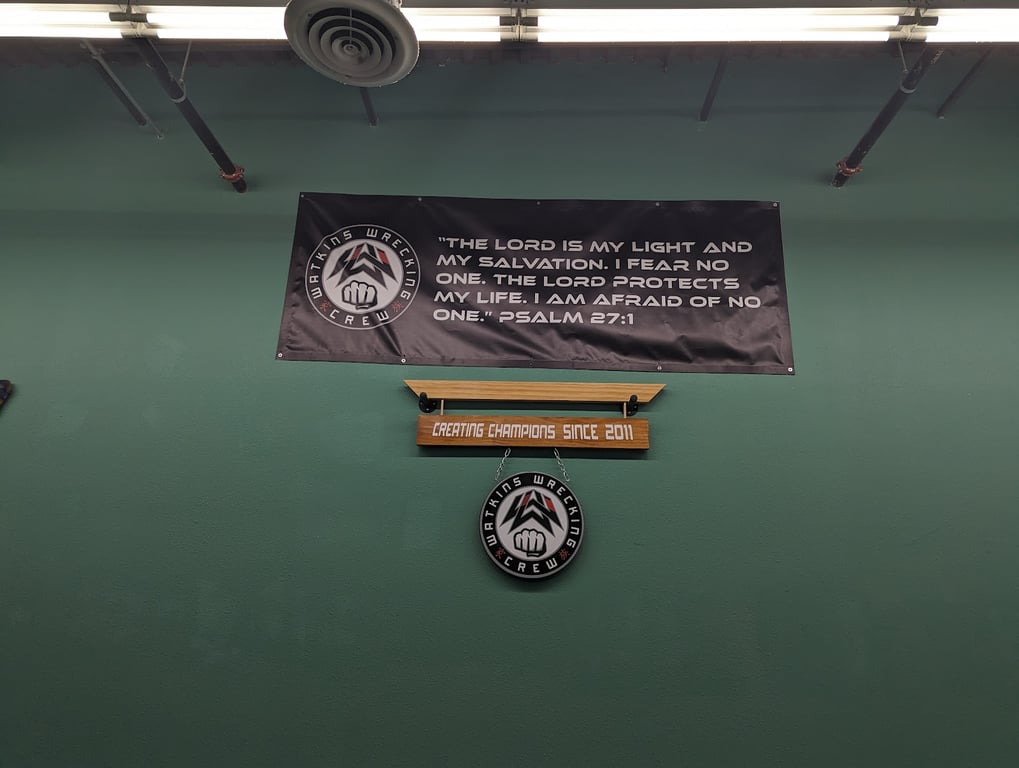 WATKINS WRECKING
CREW
"THE LORD IS MY LIGHT AND
MY SALVATION. I FEAR NO
ONE. THE LORD PROTECTS
MY LIFE. I AM AFRAID OF NO
ONE." PSALM 27:1
CREATING CHAMPIONS SINCE 2011
WATKINS WRECKING
CREW